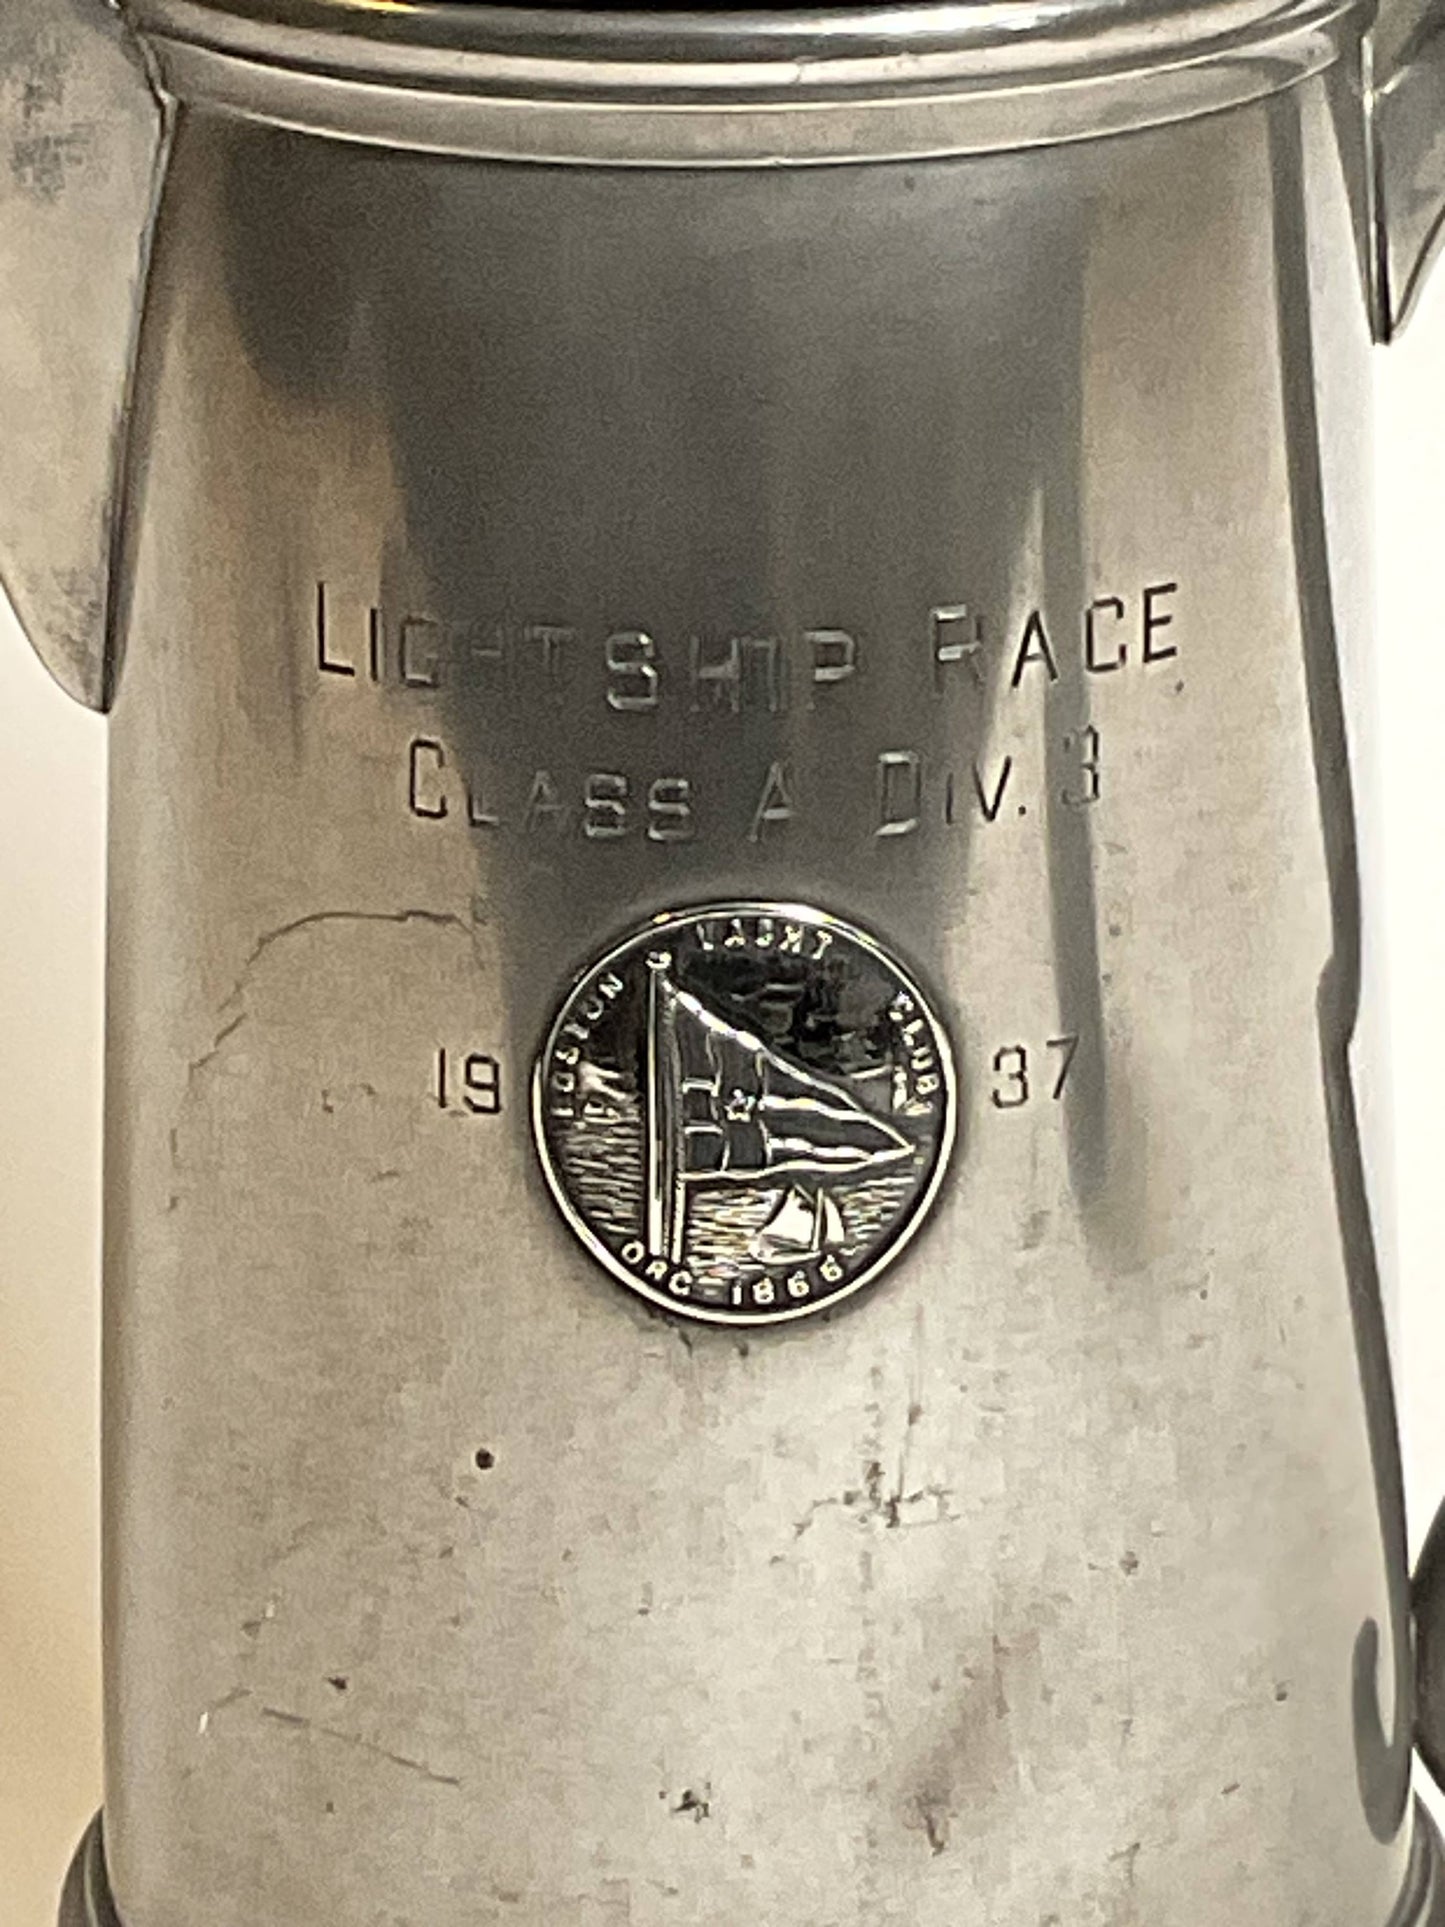 LIGHTSHIP RACE
CLASS A DIV. 3
BOSTON YACHT CLUB
19 37
ORG 1866